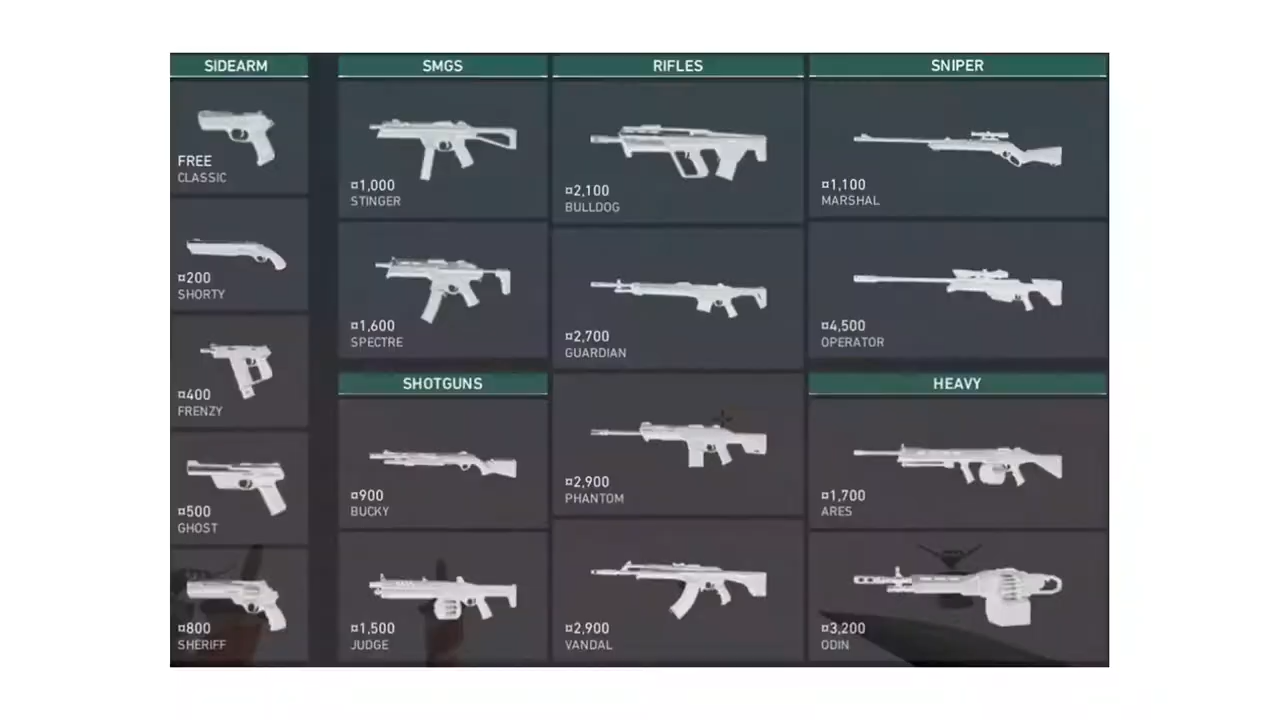 SIDEARM
FREE
CLASSIC
¤200
SHORTY
¤400
FRENZY
¤500
GHOST
¤800
SHERIFF
SMGS
¤1,000
STINGER
¤1,600
SPECTRE
SHOTGUNS
¤900
BUCKY
¤1,500
JUDGE
RIFLES
¤2,100
BULLDOG
¤2,700
GUARDIAN
¤2,900
PHANTOM
¤2,900
VANDAL
SNIPER
¤1,100
MARSHAL
¤4,500
OPERATOR
HEAVY
¤1,700
ARES
¤3,200
ODIN